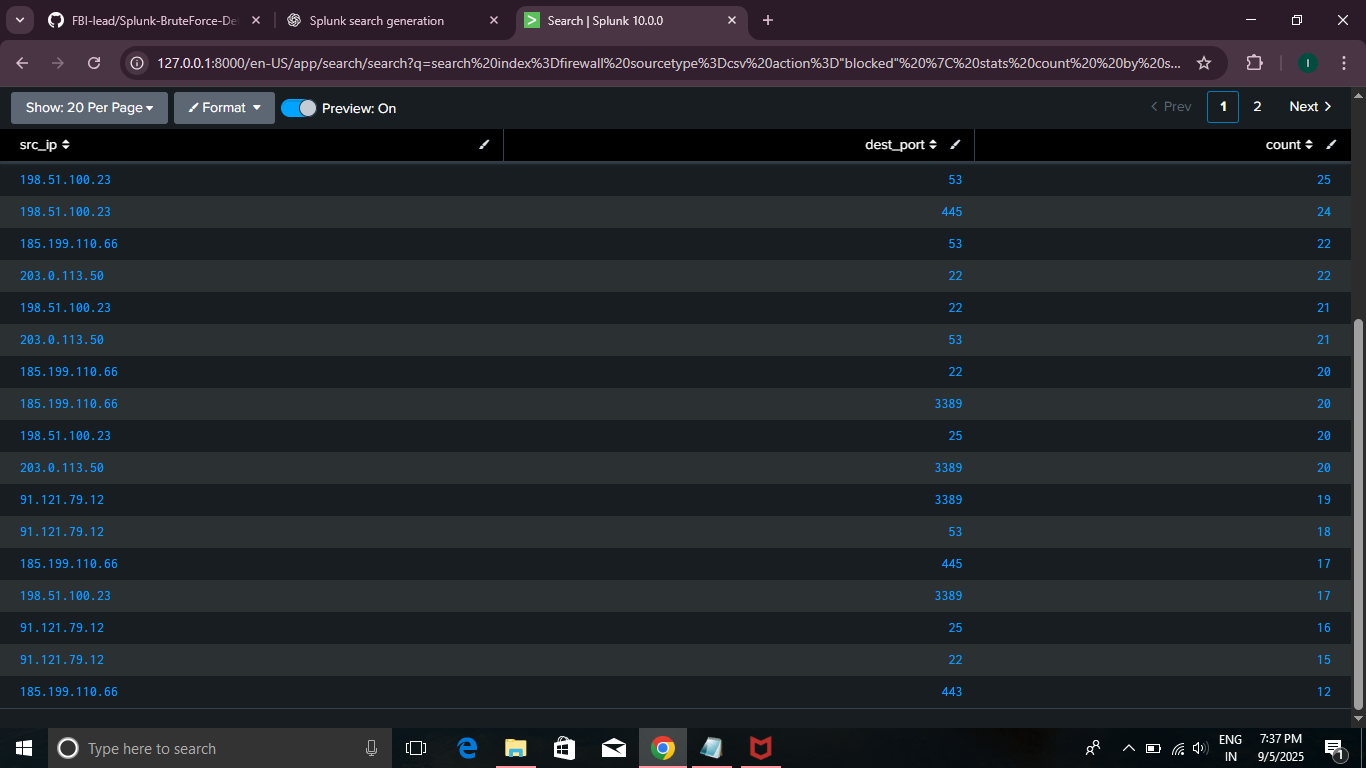 FBI-lead/Splunk-BruteForce-De
Splunk search generation
Search | Splunk 10.0.0
127.0.0.1:8000/en-US/app/search/search?q=search%20index%3Dfirewall%20sourcetype%3Dcsv%20action%3D"blocked"%20%7C%20stats%20count%20%20by%20s...
I
Show: 20 Per Page
Format
Preview: On
Prev
1
2
Next
src_ip dest_port count
198.51.100.23 53 25
198.51.100.23 445 24
185.199.110.66 53 22
203.0.113.50 22 22
198.51.100.23 22 21
203.0.113.50 53 21
185.199.110.66 22 20
185.199.110.66 3389 20
198.51.100.23 25 20
203.0.113.50 3389 20
91.121.79.12 3389 19
91.121.79.12 53 18
185.199.110.66 445 17
198.51.100.23 3389 17
91.121.79.12 25 16
91.121.79.12 22 15
185.199.110.66 443 12
Type here to search
ENG
IN
7:37 PM
9/5/2025
1